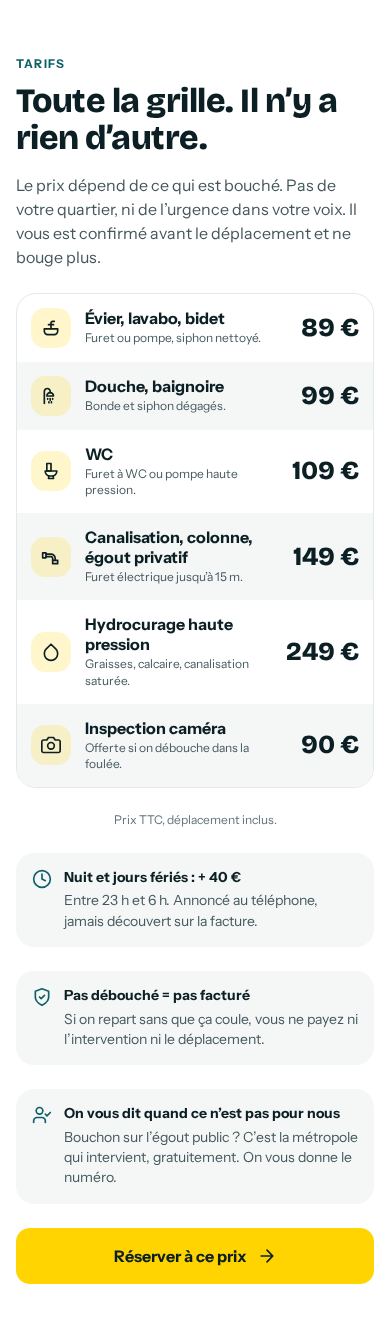 TARIFS
Toute la grille. Il n’y a
rien d’autre.
Le prix dépend de ce qui est bouché. Pas de
votre quartier, ni de l’urgence dans votre voix. Il
vous est confirmé avant le déplacement et ne
bouge plus.
Évier, lavabo, bidet
Furet ou pompe, siphon nettoyé.
89 €
Douche, baignoire
Bonde et siphon dégagés.
99 €
WC
Furet à WC ou pompe haute
pression.
109 €
Canalisation, colonne,
égout privatif
Furet électrique jusqu’à 15 m.
149 €
Hydrocurage haute
pression
Graisses, calcaire, canalisation
saturée.
249 €
Inspection caméra
Offerte si on débouche dans la
foulée.
90 €
Prix TTC, déplacement inclus.
Nuit et jours fériés : + 40 €
Entre 23 h et 6 h. Annoncé au téléphone,
jamais découvert sur la facture.
Pas débouché = pas facturé
Si on repart sans que ça coule, vous ne payez ni
l’intervention ni le déplacement.
On vous dit quand ce n’est pas pour nous
Bouchon sur l’égout public ? C’est la métropole
qui intervient, gratuitement. On vous donne le
numéro.
Réserver à ce prix